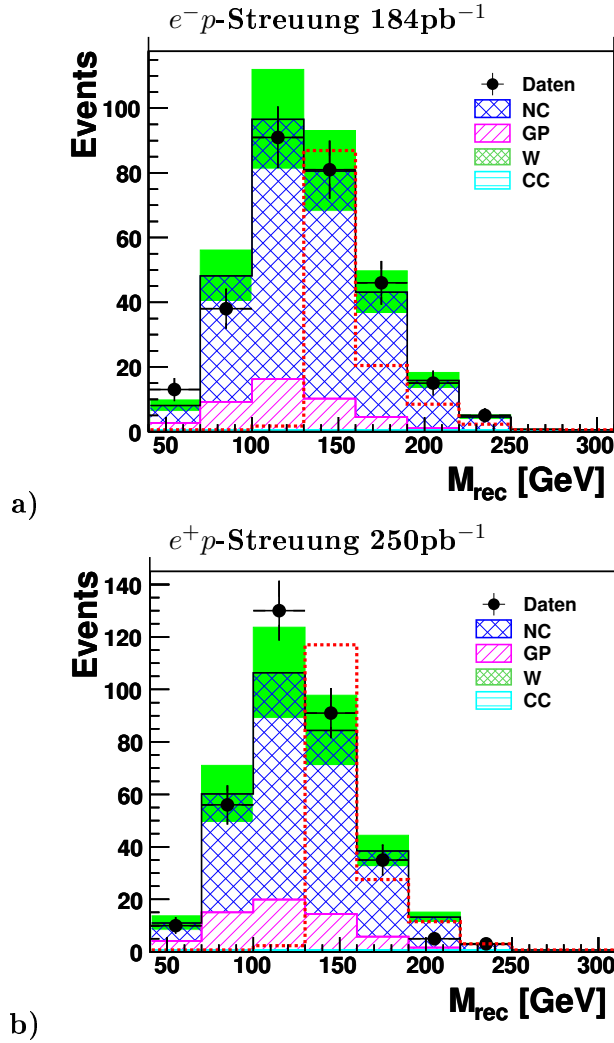 e⁻p-Streuung 184pb⁻¹
Events
100
80
60
40
20
0
Daten
NC
GP
W
CC
50 100 150 200 250 300
M_rec [GeV]
a)
e⁺p-Streuung 250pb⁻¹
Events
140
120
100
80
60
40
20
0
Daten
NC
GP
W
CC
50 100 150 200 250 300
M_rec [GeV]
b)